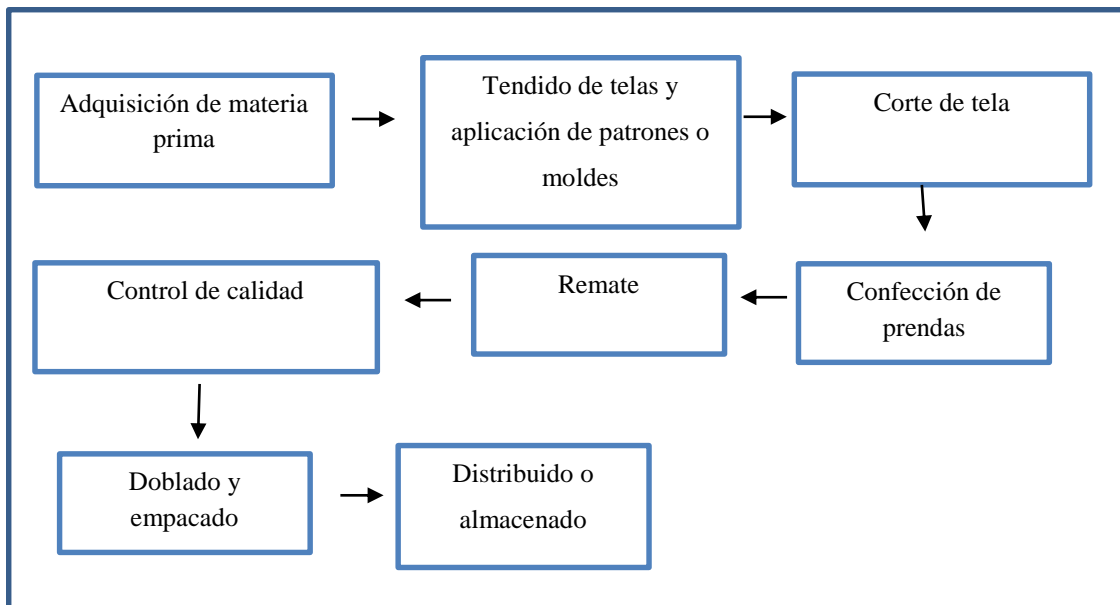 Adquisición de materia
prima
Tendido de telas y
aplicación de patrones o
moldes
Corte de tela
Confección de
prendas
Remate
Control de calidad
Doblado y
empacado
Distribuido o
almacenado